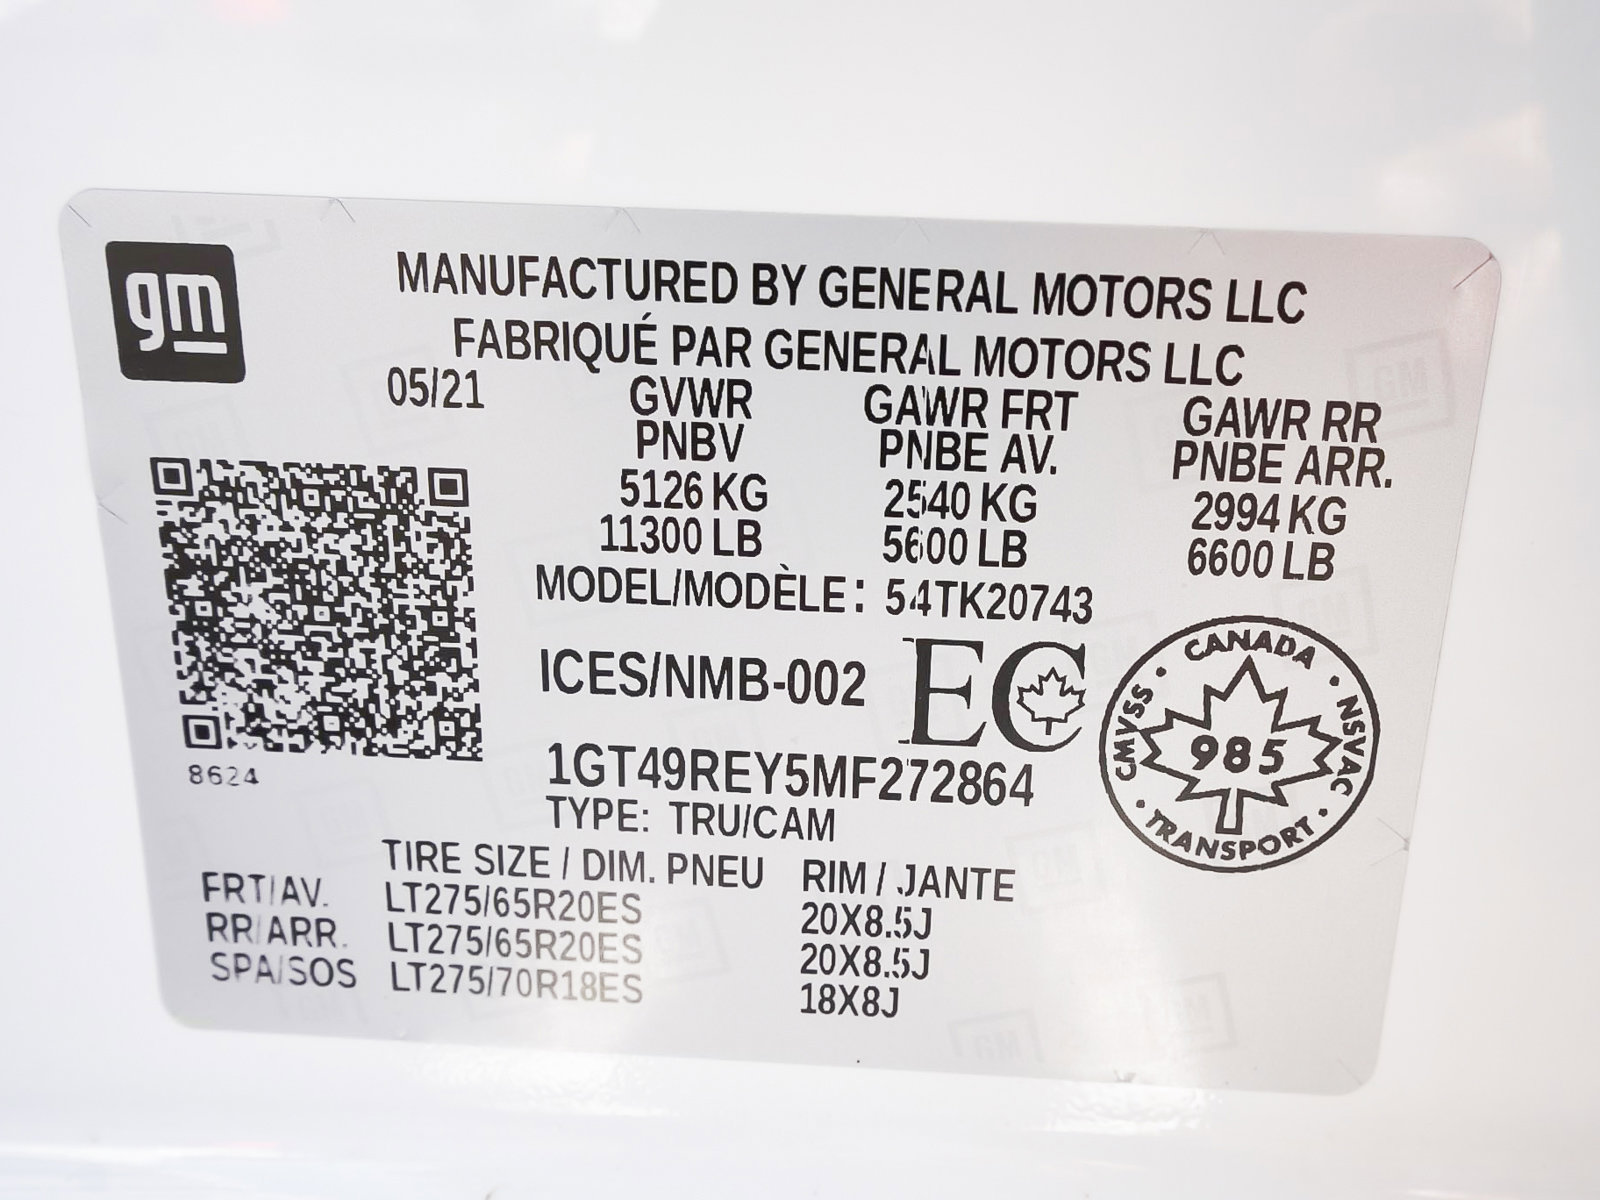 gm
MANUFACTURED BY GENERAL MOTORS LLC
FABRIQUÉ PAR GENERAL MOTORS LLC
05/21 GVWR GAWR FRT GAWR RR
PNBV PNBE AV. PNBE ARR.
5126 KG 2540 KG 2994 KG
11300 LB 5600 LB 6600 LB
MODEL/MODÈLE: 54TK20743
ICES/NMB-002 EC
CANADA
CMVSS 985 NSVAC
TRANSPORT
8624
1GT49REY5MF272864
TYPE: TRU/CAM
TIRE SIZE / DIM. PNEU RIM / JANTE
FRT/AV. LT275/65R20ES 20X8.5J
RR/ARR. LT275/65R20ES 20X8.5J
SPA/SOS LT275/70R18ES 18X8J